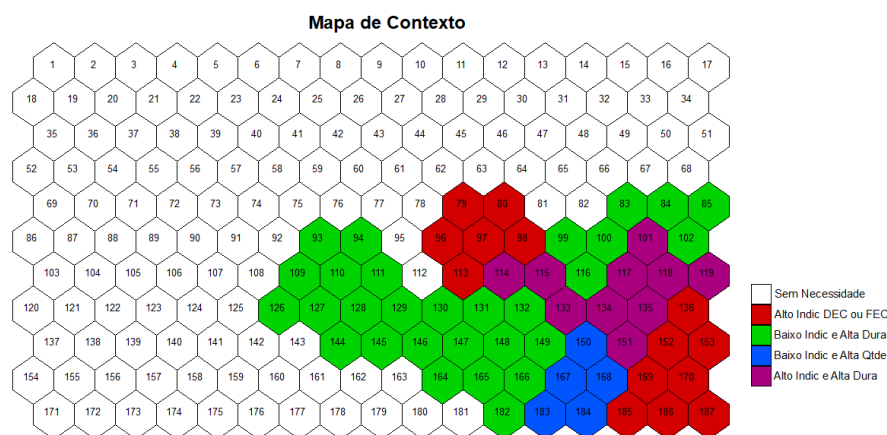 Mapa de Contexto
1 2 3 4 5 6 7 8 9 10 11 12 13 14 15 16 17
18 19 20 21 22 23 24 25 26 27 28 29 30 31 32 33 34
35 36 37 38 39 40 41 42 43 44 45 46 47 48 49 50 51
52 53 54 55 56 57 58 59 60 61 62 63 64 65 66 67 68
69 70 71 72 73 74 75 76 77 78 79 80 81 82 83 84 85
86 87 88 89 90 91 92 93 94 95 96 97 98 99 100 101 102
103 104 105 106 107 108 109 110 111 112 113 114 115 116 117 118 119
120 121 122 123 124 125 126 127 128 129 130 131 132 133 134 135 136
137 138 139 140 141 142 143 144 145 146 147 148 149 150 151 152 153
154 155 156 157 158 159 160 161 162 163 164 165 166 167 168 169 170
171 172 173 174 175 176 177 178 179 180 181 182 183 184 185 186 187
Sem Necessidade
Alto Indic DEC ou FEC
Baixo Indic e Alta Dura
Baixo Indic e Alta Qtde
Alto Indic e Alta Dura